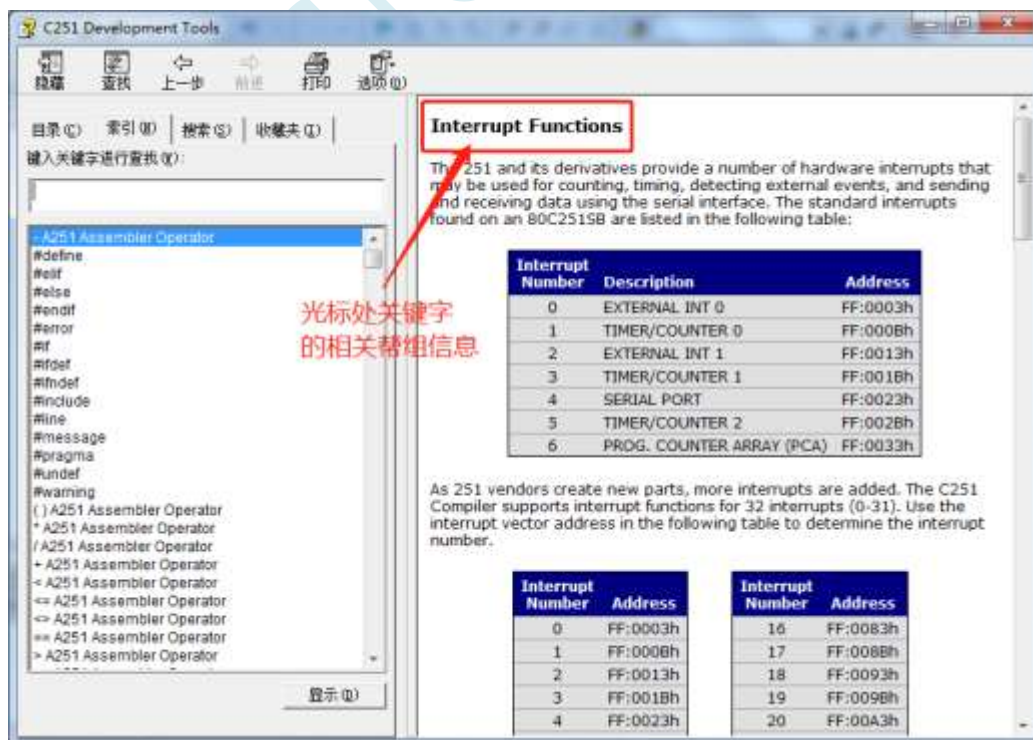 C251 Development Tools
隐藏 查找 上一步 前进 打印 选项(O)
目录(C) 索引(N) 搜索(S) 收藏夹(I)
键入关键字进行查找(W):
- A251 Assembler Operator
#define
#elif
#else
#endif
#error
#if
#ifdef
#ifndef
#include
#line
#message
#pragma
#undef
#warning
( ) A251 Assembler Operator
* A251 Assembler Operator
/ A251 Assembler Operator
+ A251 Assembler Operator
< A251 Assembler Operator
<= A251 Assembler Operator
<> A251 Assembler Operator
== A251 Assembler Operator
> A251 Assembler Operator
显示(D)
光标处关键字
的相关帮组信息
Interrupt Functions
The 251 and its derivatives provide a number of hardware interrupts that
may be used for counting, timing, detecting external events, and sending
and receiving data using the serial interface. The standard interrupts
found on an 80C251SB are listed in the following table:
Interrupt
Number Description Address
0 EXTERNAL INT 0 FF:0003h
1 TIMER/COUNTER 0 FF:000Bh
2 EXTERNAL INT 1 FF:0013h
3 TIMER/COUNTER 1 FF:001Bh
4 SERIAL PORT FF:0023h
5 TIMER/COUNTER 2 FF:002Bh
6 PROG. COUNTER ARRAY (PCA) FF:0033h
As 251 vendors create new parts, more interrupts are added. The C251
Compiler supports interrupt functions for 32 interrupts (0-31). Use the
interrupt vector address in the following table to determine the interrupt
number.
Interrupt Interrupt
Number Address Number Address
0 FF:0003h 16 FF:0083h
1 FF:000Bh 17 FF:008Bh
2 FF:0013h 18 FF:0093h
3 FF:001Bh 19 FF:009Bh
4 FF:0023h 20 FF:00A3h